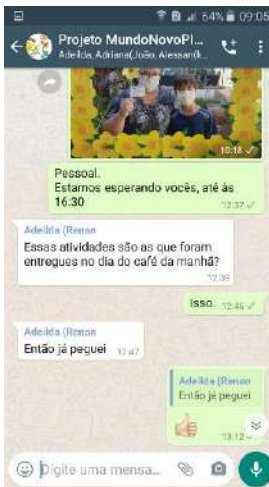 64% 09:05
Projeto MundoNovoPl...
Adeilda, Adriana(João, Alessan(k...
10:18
Pessoal.
Estamos esperando vocês, até às
16:30
12:37
Adeilda (Renan
Essas atividades são as que foram
entregues no dia do café da manhã?
12:39
isso. 12:46
Adeilda (Renan
Então já peguei 12:47
Adeilda (Renan
Então já peguei
13:12
Digite uma mensa...